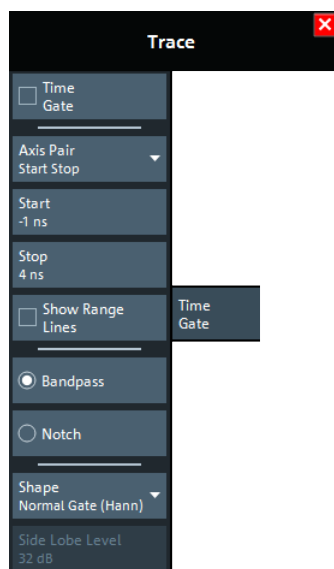 Trace
Time
Gate
Axis Pair
Start Stop
Start
-1 ns
Stop
4 ns
Show Range
Lines
Time
Gate
Bandpass
Notch
Shape
Normal Gate (Hann)
Side Lobe Level
32 dB